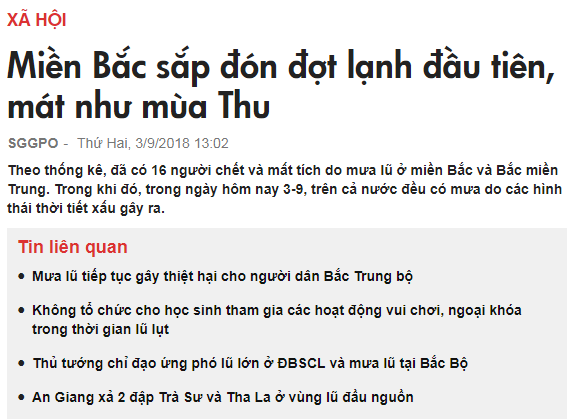 XÃ HỘI
Miền Bắc sắp đón đợt lạnh đầu tiên,
mát như mùa Thu
SGGPO - Thứ Hai, 3/9/2018 13:02
Theo thống kê, đã có 16 người chết và mất tích do mưa lũ ở miền Bắc và Bắc miền
Trung. Trong khi đó, trong ngày hôm nay 3-9, trên cả nước đều có mưa do các hình
thái thời tiết xấu gây ra.
Tin liên quan
• Mưa lũ tiếp tục gây thiệt hại cho người dân Bắc Trung bộ
• Không tổ chức cho học sinh tham gia các hoạt động vui chơi, ngoại khóa
trong thời gian lũ lụt
• Thủ tướng chỉ đạo ứng phó lũ lớn ở ĐBSCL và mưa lũ tại Bắc Bộ
• An Giang xả 2 đập Trà Sư và Tha La ở vùng lũ đầu nguồn